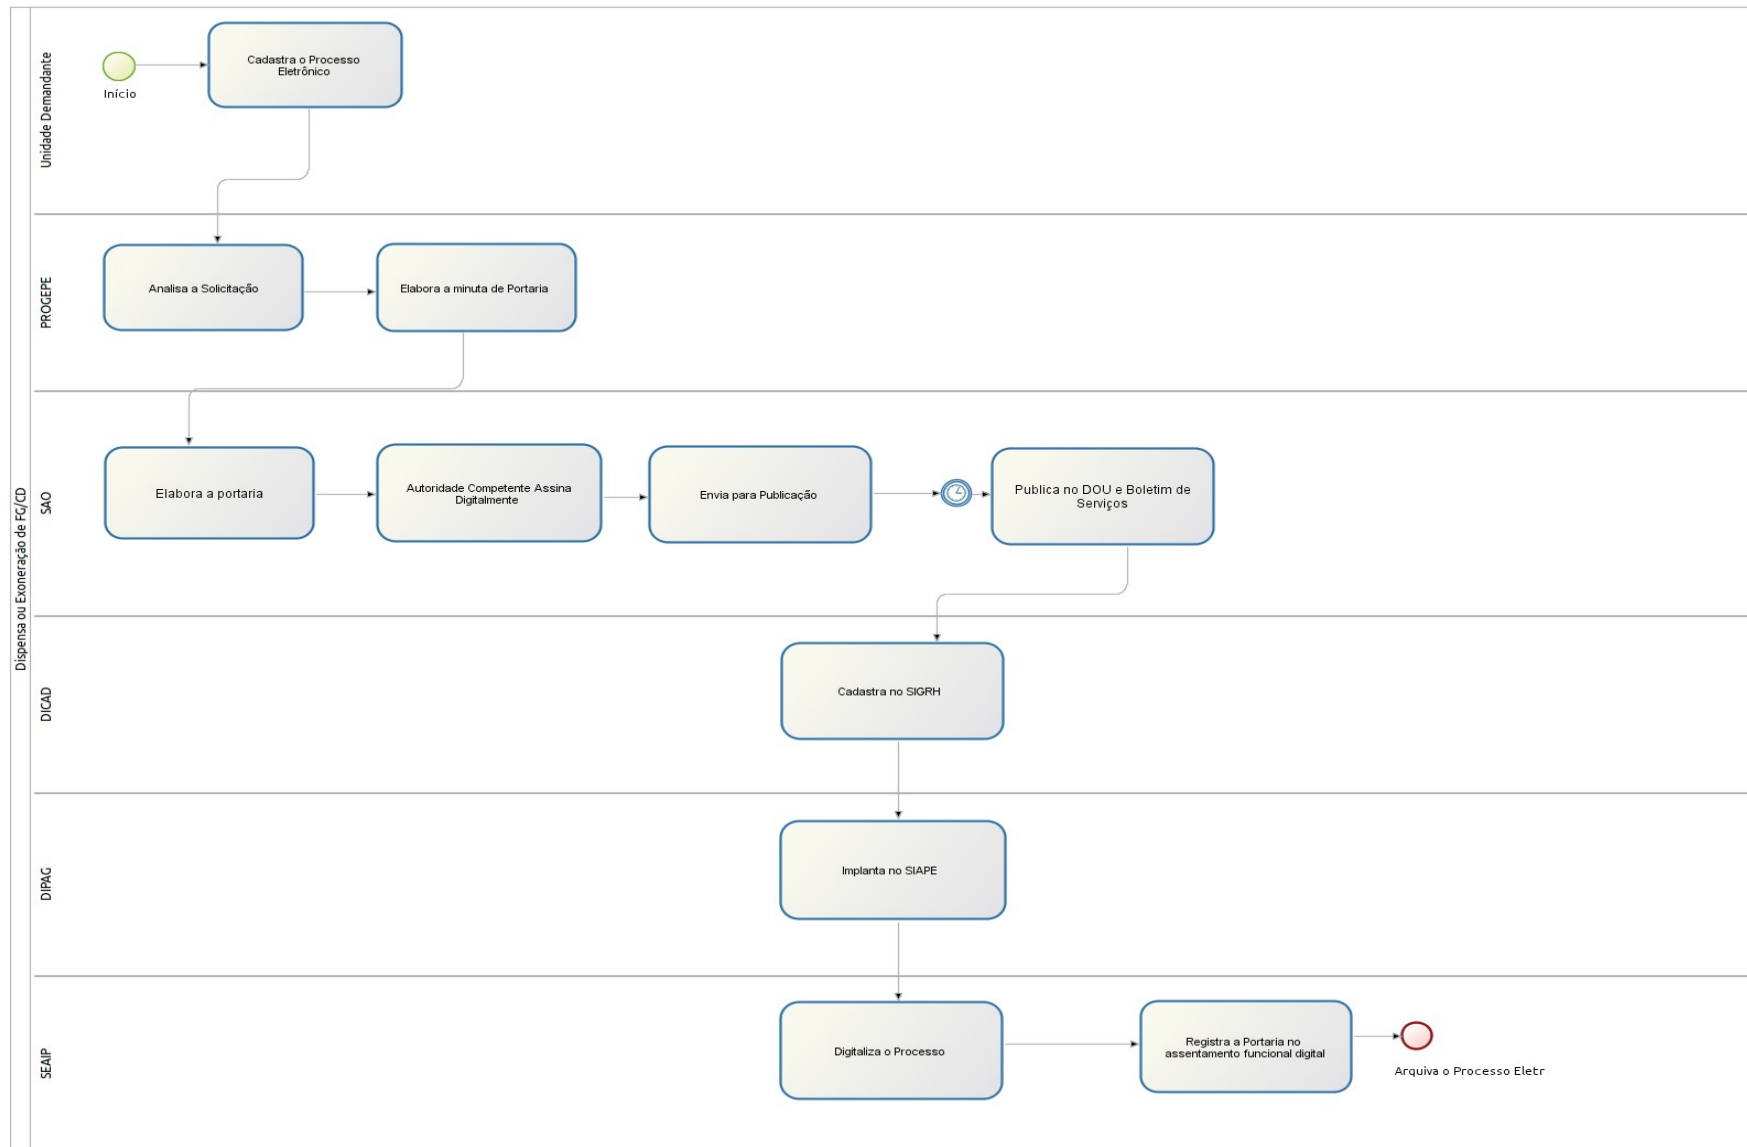 Dispensa ou Exoneração de FG/CD
Unidade Demandante
Início
Cadastra o Processo
Eletrônico
PROGEPE
Analisa a Solicitação
Elabora a minuta de Portaria
SAO
Elabora a portaria
Autoridade Competente Assina
Digitalmente
Envia para Publicação
Publica no DOU e Boletim de
Serviços
DICAD
Cadastra no SIGRH
DIPAG
Implanta no SIAPE
SEAIP
Digitaliza o Processo
Registra a Portaria no
assentamento funcional digital
Arquiva o Processo Eletr